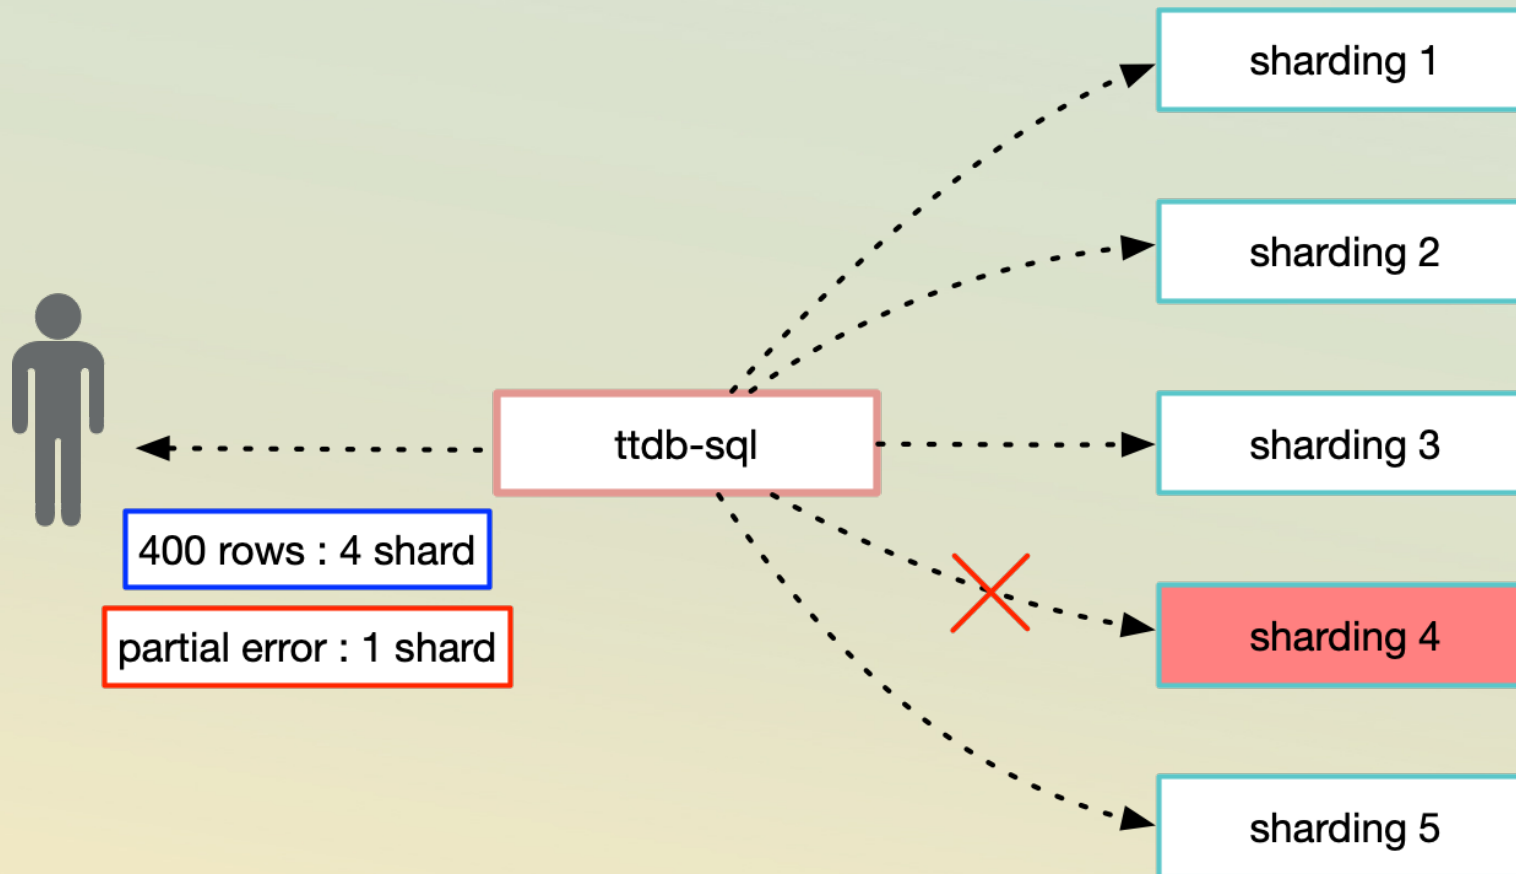 sharding 1
sharding 2
ttdb-sql
sharding 3
400 rows : 4 shard
partial error : 1 shard
sharding 4
sharding 5